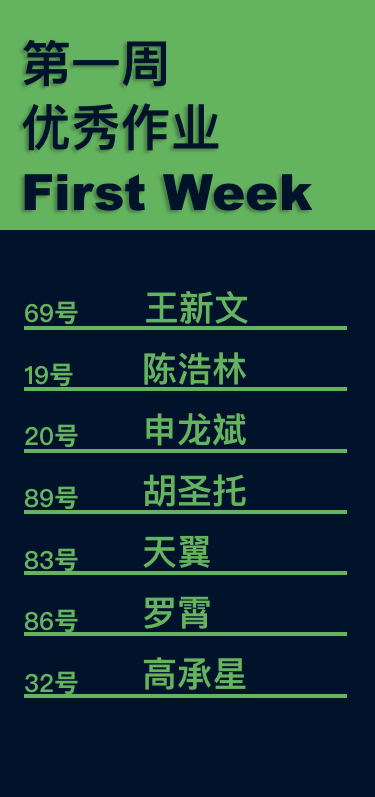 第一周
优秀作业
First Week
69号 王新文
19号 陈浩林
20号 申龙斌
89号 胡圣托
83号 天翼
86号 罗霄
32号 高承星